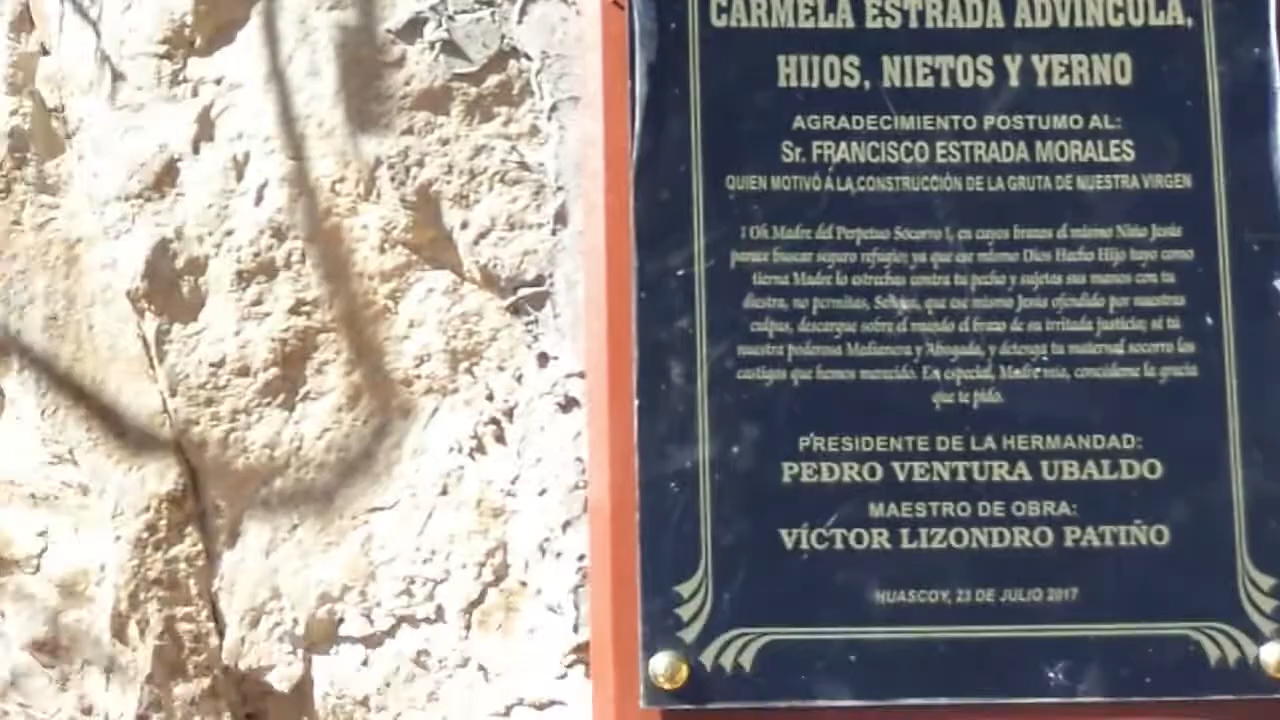 CARMELA ESTRADA ADVINCULA,
HIJOS, NIETOS Y YERNO
AGRADECIMIENTO POSTUMO AL:
Sr. FRANCISCO ESTRADA MORALES
QUIEN MOTIVÓ A LA CONSTRUCCIÓN DE LA GRUTA DE NUESTRA VIRGEN
¡ Oh Madre del Perpetuo Socorro !, en cuyos brazos el mismo Niño Jesús
parece buscar seguro refugio; ya que ese mismo Dios Hecho Hijo tuyo como
tierna Madre lo estrechas contra tu pecho y sujetas sus manos con tu
diestra, no permitas, Señora, que ese mismo Jesús ofendido por nuestras
culpas, descargue sobre el mundo el brazo de su irritada justicia; sé tú
nuestra poderosa Medianera y Abogada, y detenga tu maternal socorro los
castigos que hemos merecido. En especial, Madre mía, concédeme la gracia
que te pido.
PRESIDENTE DE LA HERMANDAD:
PEDRO VENTURA UBALDO
MAESTRO DE OBRA:
VÍCTOR LIZONDRO PATIÑO
HUASCOY, 23 DE JULIO 2017